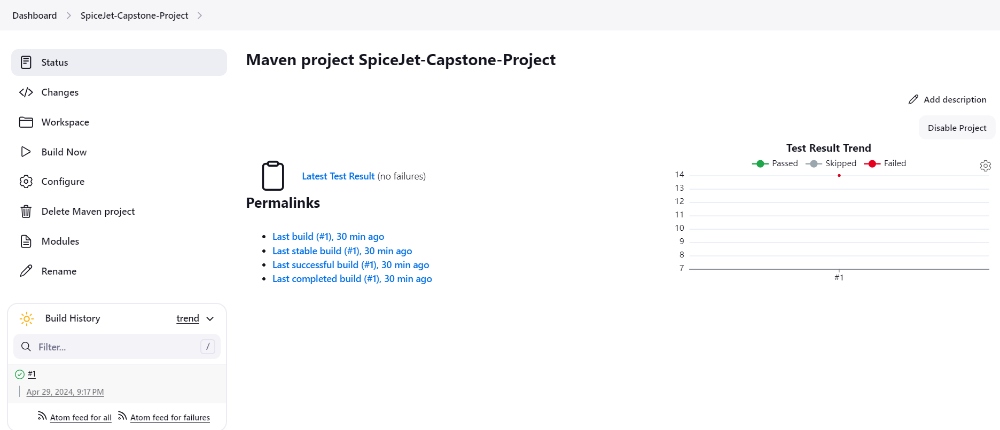 Dashboard
SpiceJet-Capstone-Project
Status
Changes
Workspace
Build Now
Configure
Delete Maven project
Modules
Rename
Build History
trend
Filter...
/
#1
Apr 29, 2024, 9:17 PM
Atom feed for all
Atom feed for failures
Maven project SpiceJet-Capstone-Project
Add description
Disable Project
Latest Test Result (no failures)
Permalinks
Last build (#1), 30 min ago
Last stable build (#1), 30 min ago
Last successful build (#1), 30 min ago
Last completed build (#1), 30 min ago
Test Result Trend
Passed Skipped Failed
14
13
12
11
10
9
8
7
#1